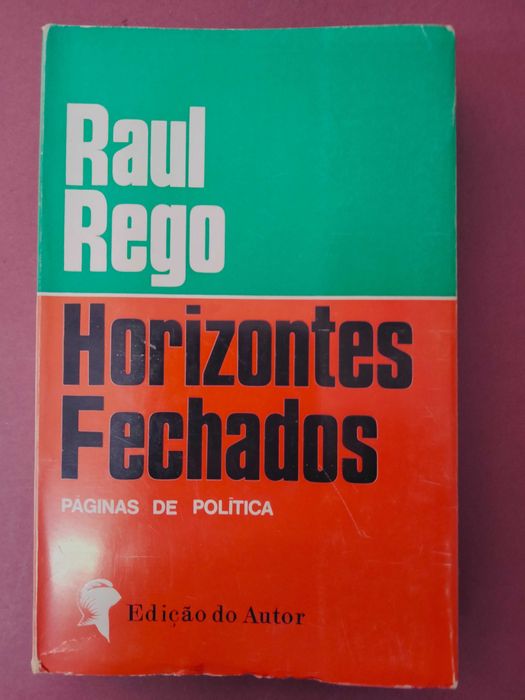 Raul
Rego
Horizontes
Fechados
PÁGINAS DE POLÍTICA
Edição do Autor